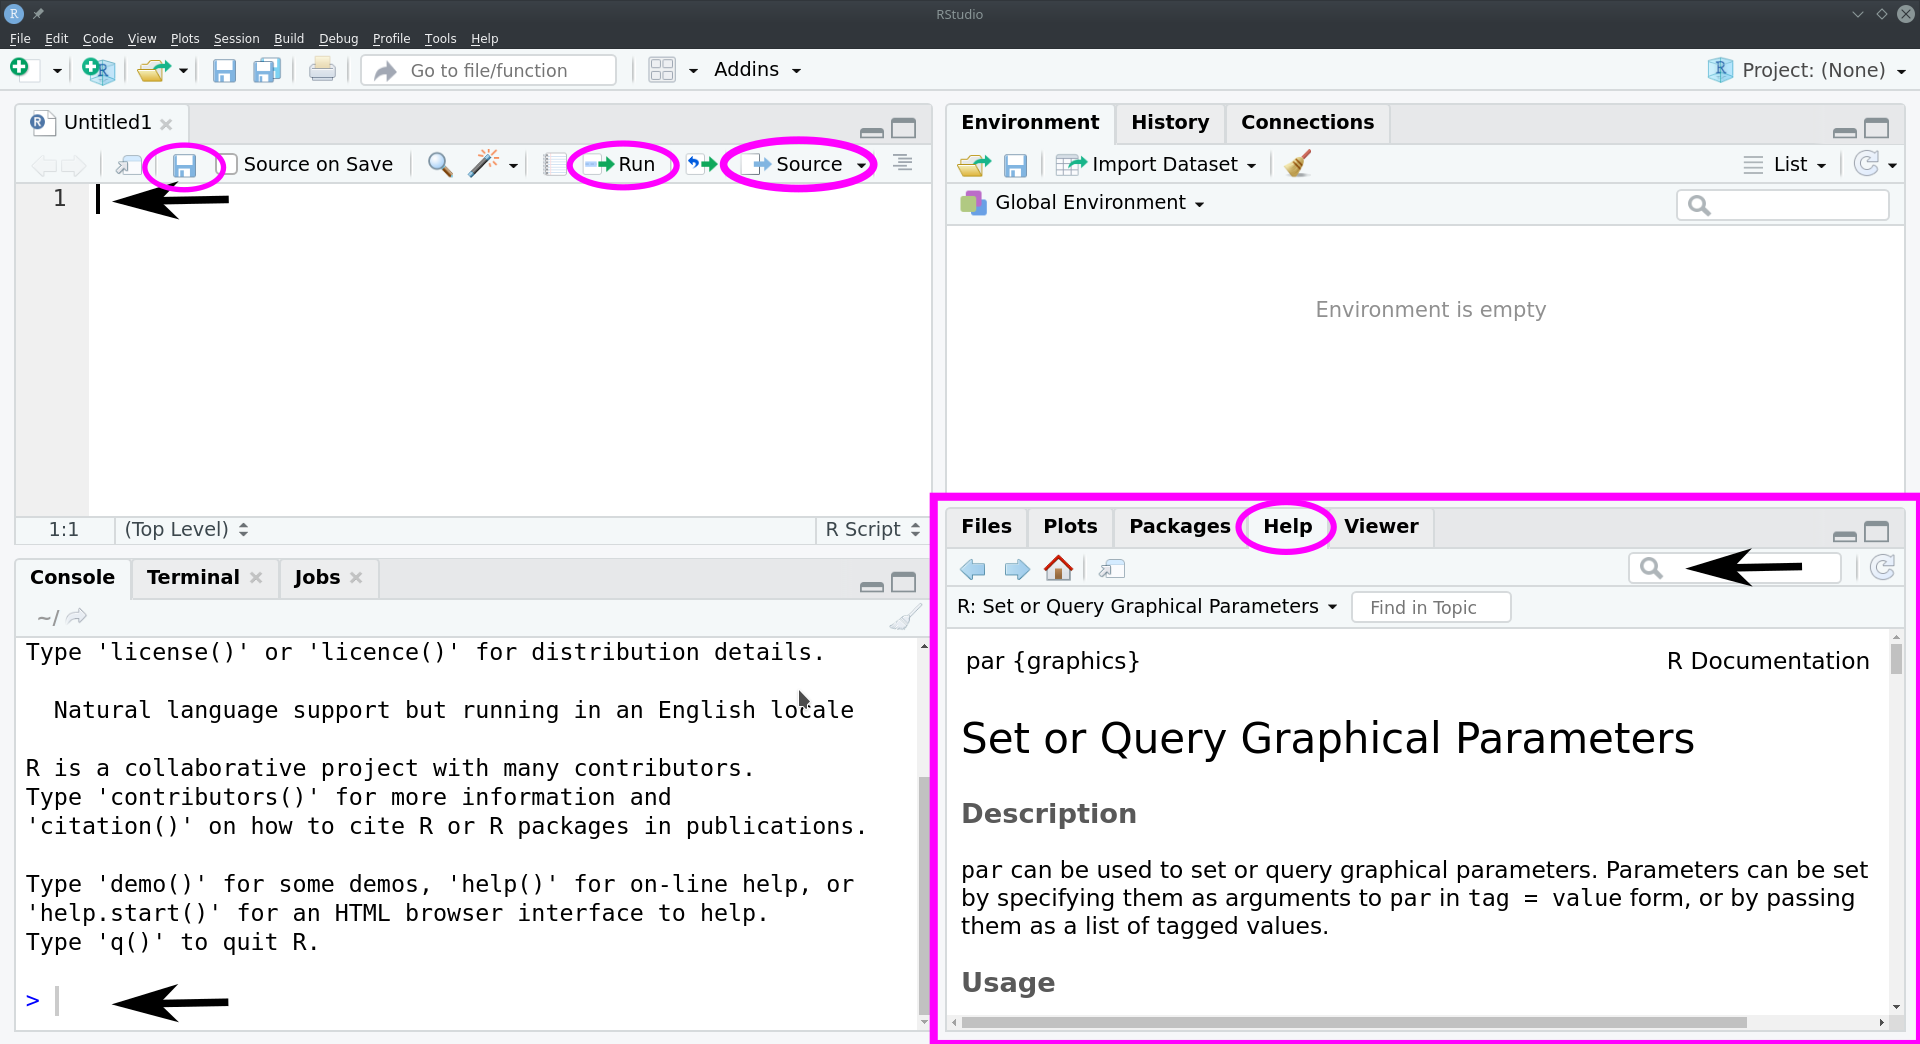 RStudio
File Edit Code View Plots Session Build Debug Profile Tools Help
Go to file/function Addins Project: (None)
Untitled1
Source on Save Run Source
1
1:1 (Top Level) R Script
Console Terminal Jobs
~/
Type 'license()' or 'licence()' for distribution details.
Natural language support but running in an English locale
R is a collaborative project with many contributors.
Type 'contributors()' for more information and
'citation()' on how to cite R or R packages in publications.
Type 'demo()' for some demos, 'help()' for on-line help, or
'help.start()' for an HTML browser interface to help.
Type 'q()' to quit R.
>
Environment History Connections
Import Dataset List
Global Environment
Environment is empty
Files Plots Packages Help Viewer
R: Set or Query Graphical Parameters Find in Topic
par {graphics} R Documentation
Set or Query Graphical Parameters
Description
par can be used to set or query graphical parameters. Parameters can be set
by specifying them as arguments to par in tag = value form, or by passing
them as a list of tagged values.
Usage